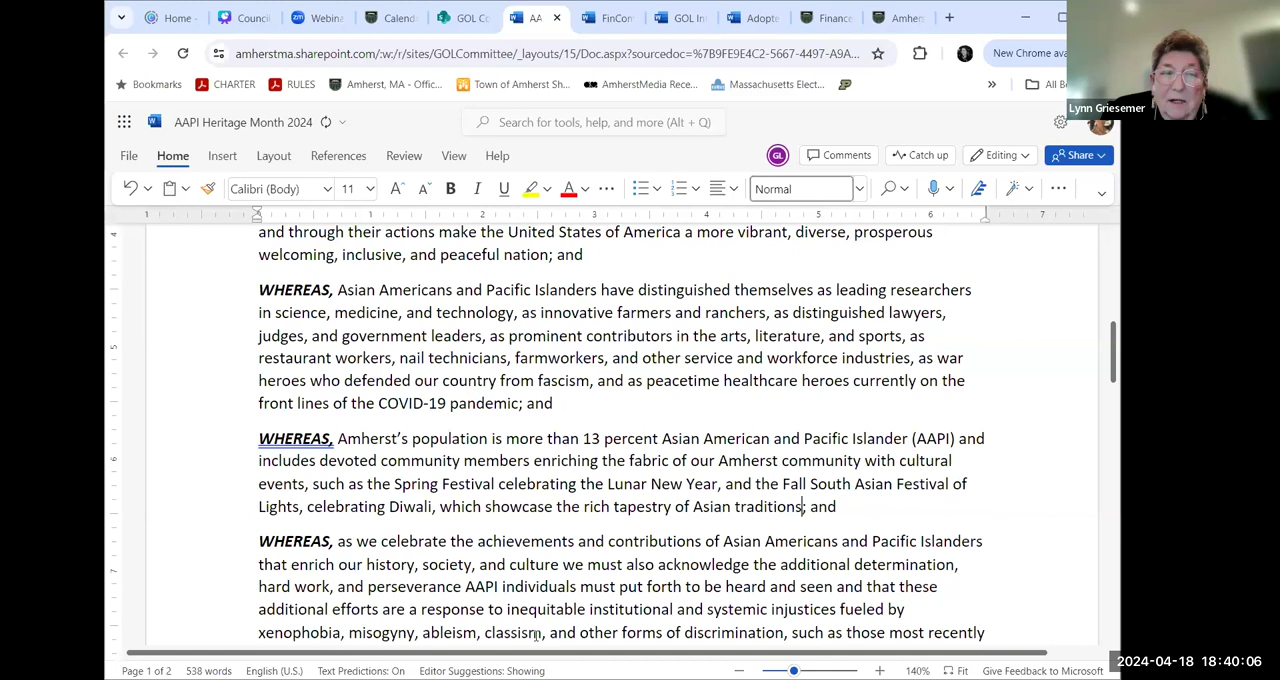 Home -
Counci
Webina
Calenda
GOL Co
AA
FinCom
GOL In
Adopte
Finance
Amher
amherstma.sharepoint.com/:w:/r/sites/GOLCommittee/_layouts/15/Doc.aspx?sourcedoc=%7B9FE9E4C2-5667-4497-A9A...
New Chrome ava
Bookmarks
CHARTER
RULES
Amherst, MA - Offic...
Town of Amherst Sh...
AmherstMedia Rece...
Massachusetts Elect...
All B
Lynn Griesemer
AAPI Heritage Month 2024
Search for tools, help, and more (Alt + Q)
File
Home
Insert
Layout
References
Review
View
Help
GL
Comments
Catch up
Editing
Share
Calibri (Body)
11
Normal
1 1 2 3 4 5 6 7
and through their actions make the United States of America a more vibrant, diverse, prosperous
welcoming, inclusive, and peaceful nation; and
WHEREAS, Asian Americans and Pacific Islanders have distinguished themselves as leading researchers
in science, medicine, and technology, as innovative farmers and ranchers, as distinguished lawyers,
judges, and government leaders, as prominent contributors in the arts, literature, and sports, as
restaurant workers, nail technicians, farmworkers, and other service and workforce industries, as war
heroes who defended our country from fascism, and as peacetime healthcare heroes currently on the
front lines of the COVID-19 pandemic; and
WHEREAS, Amherst’s population is more than 13 percent Asian American and Pacific Islander (AAPI) and
includes devoted community members enriching the fabric of our Amherst community with cultural
events, such as the Spring Festival celebrating the Lunar New Year, and the Fall South Asian Festival of
Lights, celebrating Diwali, which showcase the rich tapestry of Asian traditions, and
WHEREAS, as we celebrate the achievements and contributions of Asian Americans and Pacific Islanders
that enrich our history, society, and culture we must also acknowledge the additional determination,
hard work, and perseverance AAPI individuals must put forth to be heard and seen and that these
additional efforts are a response to inequitable institutional and systemic injustices fueled by
xenophobia, misogyny, ableism, classism, and other forms of discrimination, such as those most recently
Page 1 of 2
538 words
English (U.S.)
Text Predictions: On
Editor Suggestions: Showing
140%
Fit
Give Feedback to Microsoft
2024-04-18 18:40:06